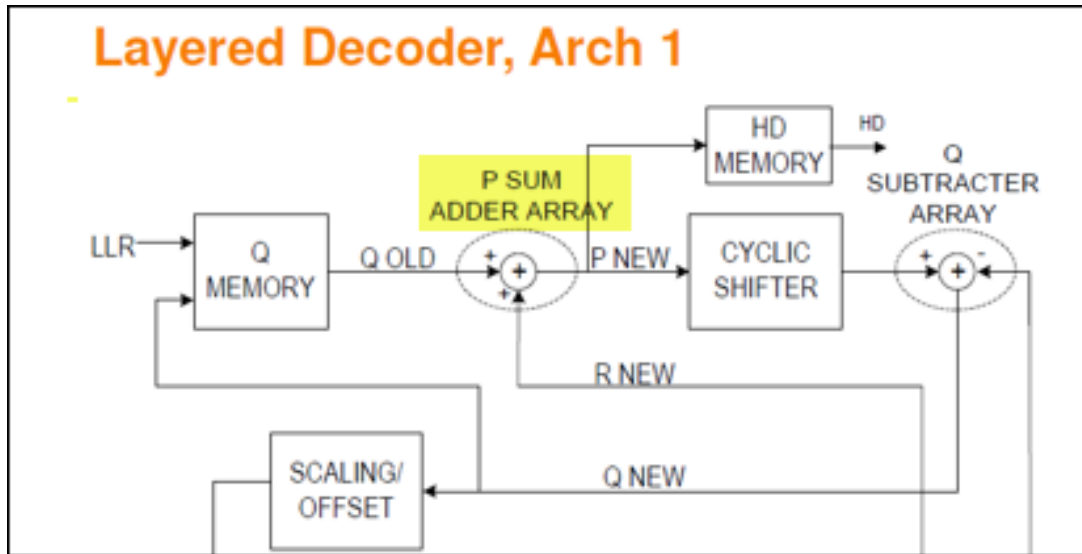 Layered Decoder, Arch 1
HD
MEMORY
HD
Q
SUBTRACTER
ARRAY
P SUM
ADDER ARRAY
LLR
Q
MEMORY
Q OLD
+
+
+
P NEW
CYCLIC
SHIFTER
+
+
-
R NEW
SCALING/
OFFSET
Q NEW